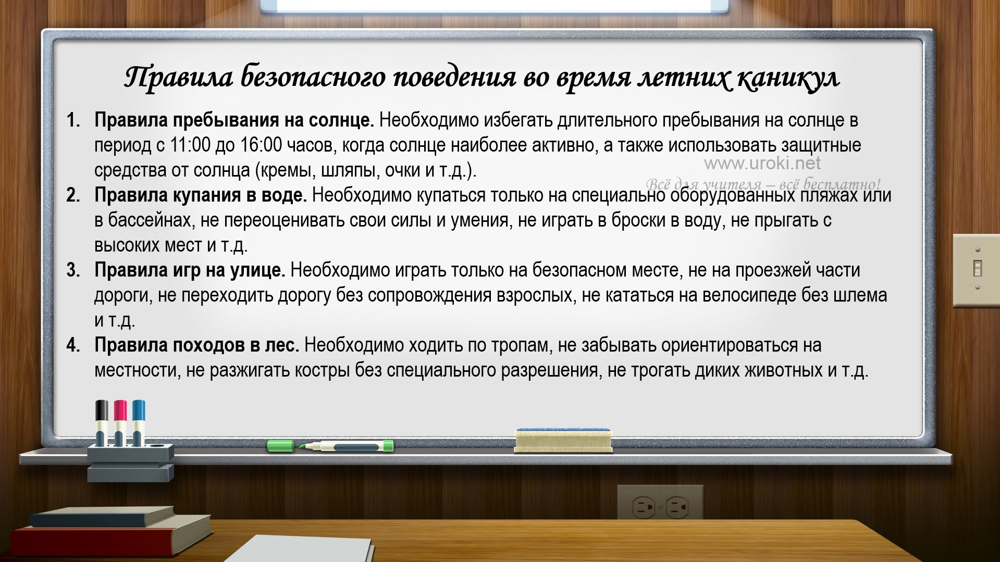 Правила безопасного поведения во время летних каникул
1. Правила пребывания на солнце. Необходимо избегать длительного пребывания на солнце в
период с 11:00 до 16:00 часов, когда солнце наиболее активно, а также использовать защитные
www.uroki.net
средства от солнца (кремы, шляпы, очки и т.д.).
Всё для учителя – всё бесплатно!
2. Правила купания в воде. Необходимо купаться только на специально оборудованных пляжах или
в бассейнах, не переоценивать свои силы и умения, не играть в броски в воду, не прыгать с
высоких мест и т.д.
3. Правила игр на улице. Необходимо играть только на безопасном месте, не на проезжей части
дороги, не переходить дорогу без сопровождения взрослых, не кататься на велосипеде без шлема
и т.д.
4. Правила походов в лес. Необходимо ходить по тропам, не забывать ориентироваться на
местности, не разжигать костры без специального разрешения, не трогать диких животных и т.д.